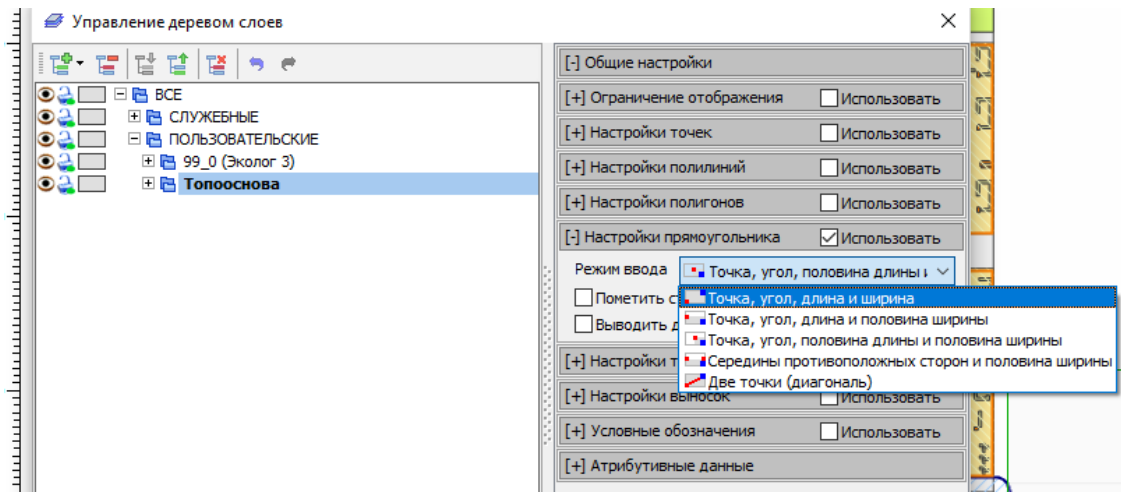 Управление деревом слоев
ВСЕ
СЛУЖЕБНЫЕ
ПОЛЬЗОВАТЕЛЬСКИЕ
99_0 (Эколог 3)
Топооснова
[-] Общие настройки
[+] Ограничение отображения Использовать
[+] Настройки точек Использовать
[+] Настройки полилиний Использовать
[+] Настройки полигонов Использовать
[-] Настройки прямоугольника Использовать
Режим ввода Точка, угол, половина длины
Пометить
Точка, угол, длина и ширина
Точка, угол, длина и половина ширины
Выводить
Точка, угол, половина длины и половина ширины
[+] Настройки
Середины противоположных сторон и половина ширины
Две точки (диагональ)
[+] Настройки выносок Использовать
[+] Условные обозначения Использовать
[+] Атрибутивные данные